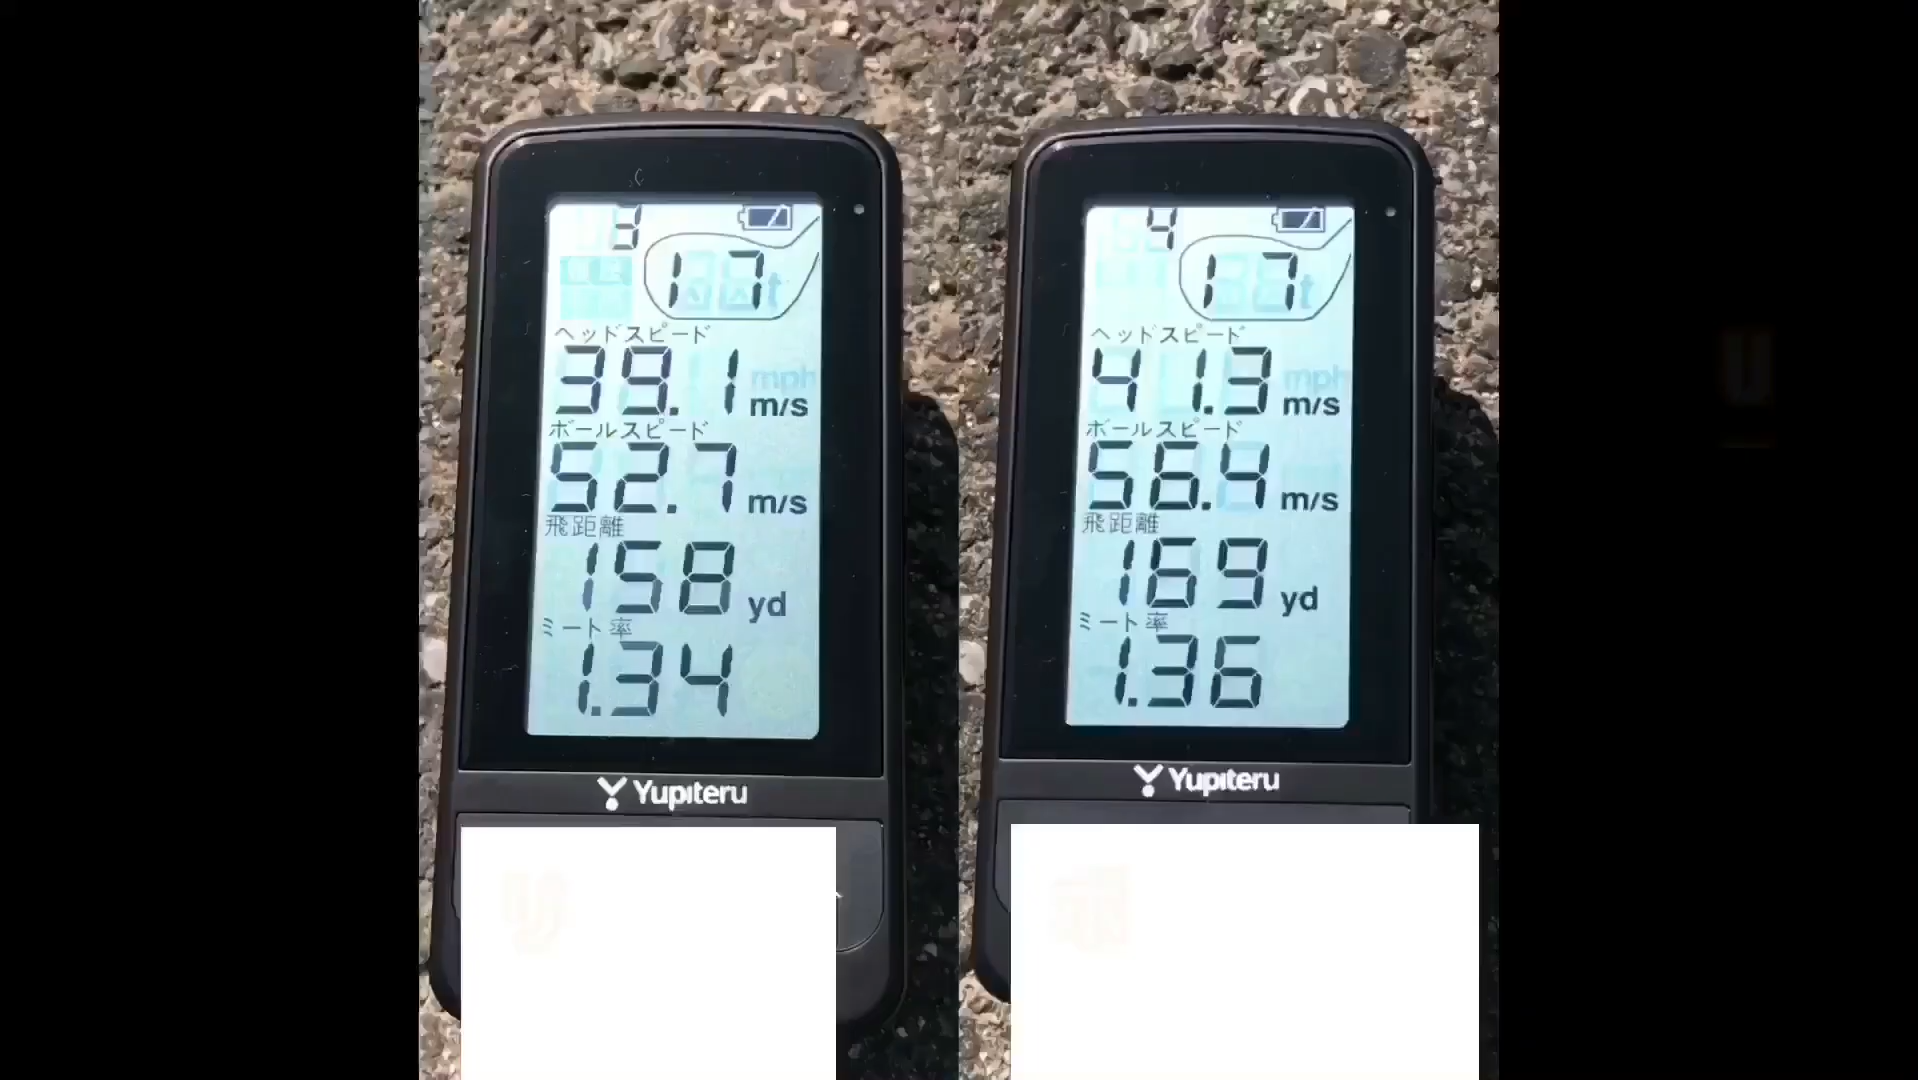 3
17
ヘッドスピード
39.1 m/s
ボールスピード
52.7 m/s
飛距離
158 yd
ミート率
1.34
Yupiteru
4
17
ヘッドスピード
41.3 m/s
ボールスピード
56.4 m/s
飛距離
169 yd
ミート率
1.36
Yupiteru